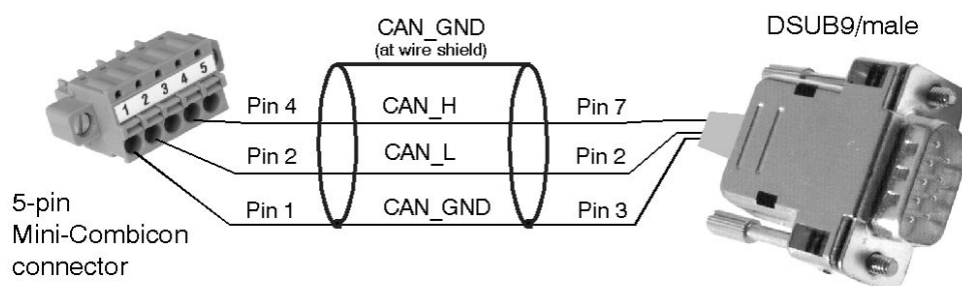 CAN_GND
(at wire shield)
DSUB9/male
1 2 3 4 5
Pin 4 CAN_H Pin 7
Pin 2 CAN_L Pin 2
Pin 1 CAN_GND Pin 3
5-pin
Mini-Combicon
connector